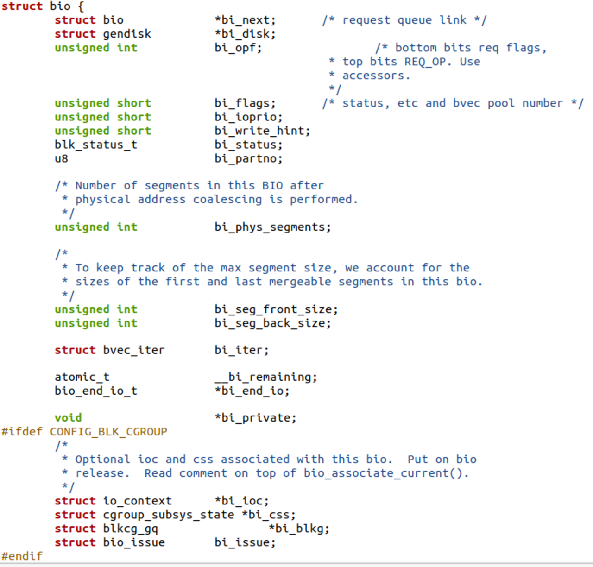 struct bio {
        struct bio              *bi_next;       /* request queue link */
        struct gendisk          *bi_disk;
        unsigned int            bi_opf;                 /* bottom bits req flags,
                                                 * top bits REQ_OP. Use
                                                 * accessors.
                                                 */
        unsigned short          bi_flags;       /* status, etc and bvec pool number */
        unsigned short          bi_ioprio;
        unsigned short          bi_write_hint;
        blk_status_t            bi_status;
        u8                      bi_partno;

        /* Number of segments in this BIO after
         * physical address coalescing is performed.
         */
        unsigned int            bi_phys_segments;

        /*
         * To keep track of the max segment size, we account for the
         * sizes of the first and last mergeable segments in this bio.
         */
        unsigned int            bi_seg_front_size;
        unsigned int            bi_seg_back_size;

        struct bvec_iter        bi_iter;

        atomic_t                __bi_remaining;
        bio_end_io_t            *bi_end_io;

        void                    *bi_private;
#ifdef CONFIG_BLK_CGROUP
        /*
         * Optional ioc and css associated with this bio.  Put on bio
         * release.  Read comment on top of bio_associate_current().
         */
        struct io_context       *bi_ioc;
        struct cgroup_subsys_state *bi_css;
        struct blkcg_gq                 *bi_blkg;
        struct bio_issue        bi_issue;
#endif